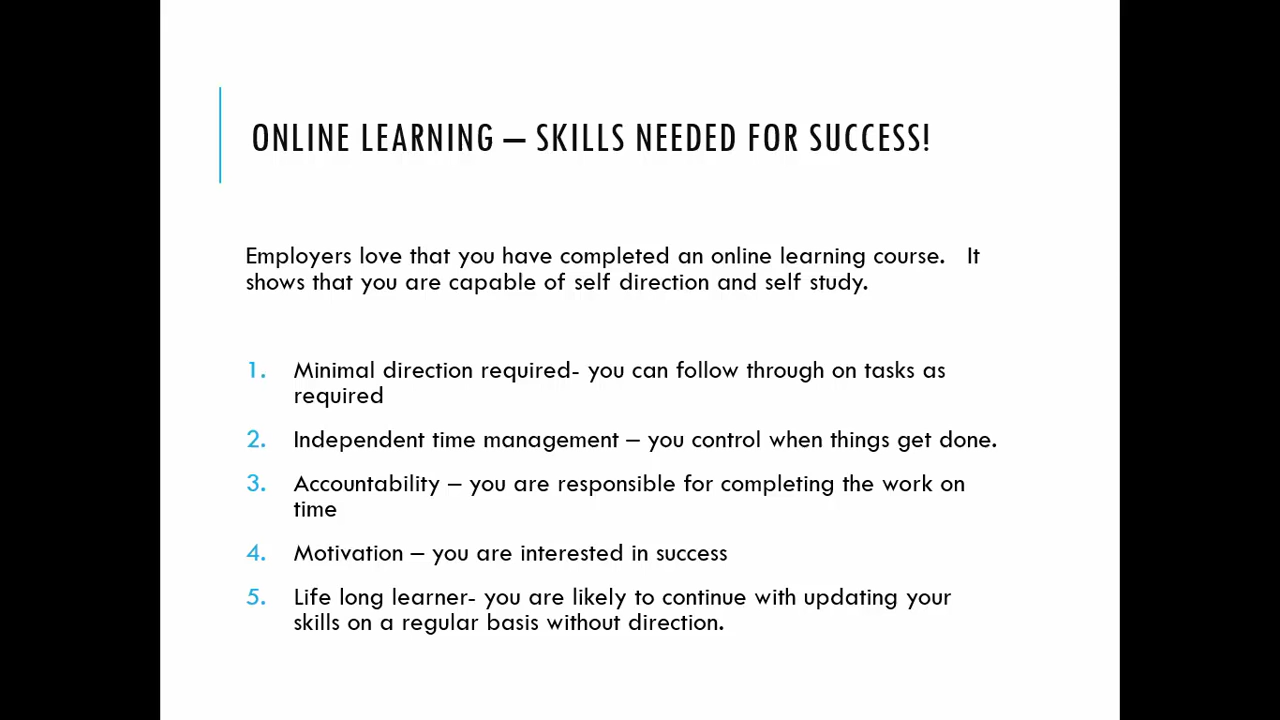 ONLINE LEARNING – SKILLS NEEDED FOR SUCCESS!
Employers love that you have completed an online learning course.   It
shows that you are capable of self direction and self study.
1. Minimal direction required- you can follow through on tasks as
required
2. Independent time management – you control when things get done.
3. Accountability – you are responsible for completing the work on
time
4. Motivation – you are interested in success
5. Life long learner- you are likely to continue with updating your
skills on a regular basis without direction.